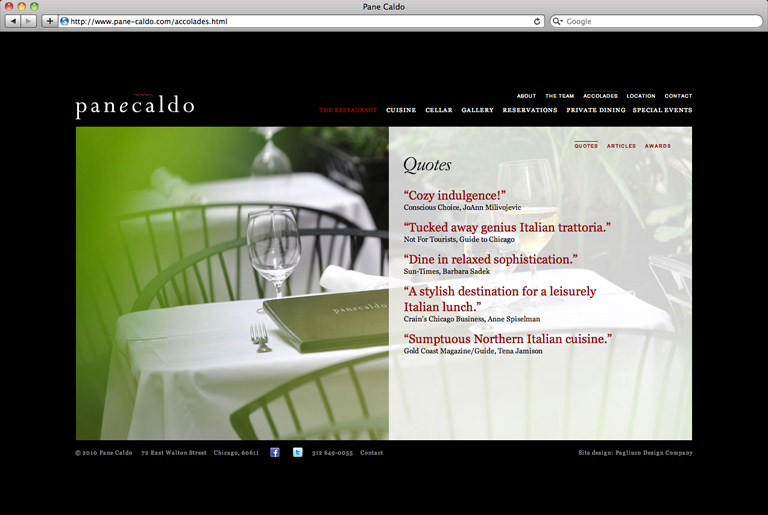 Pane Caldo
http://www.pane-caldo.com/accolades.html
Google
ABOUT THE TEAM ACCOLADES LOCATION CONTACT
panecaldo
THE RESTAURANT CUISINE CELLAR GALLERY RESERVATIONS PRIVATE DINING SPECIAL EVENTS
QUOTES ARTICLES AWARDS
Quotes
“Cozy indulgence!”
Conscious Choice, JoAnn Milivojevic
“Tucked away genius Italian trattoria.”
Not For Tourists, Guide to Chicago
“Dine in relaxed sophistication.”
Sun-Times, Barbara Sadek
“A stylish destination for a leisurely
Italian lunch.”
Crain's Chicago Business, Anne Spiselman
“Sumptuous Northern Italian cuisine.”
Gold Coast Magazine/Guide, Tena Jamison
panecaldo
© 2010 Pane Caldo 72 East Walton Street Chicago, 60611 f t 312 649-0055 Contact
Site design: Pagliuco Design Company